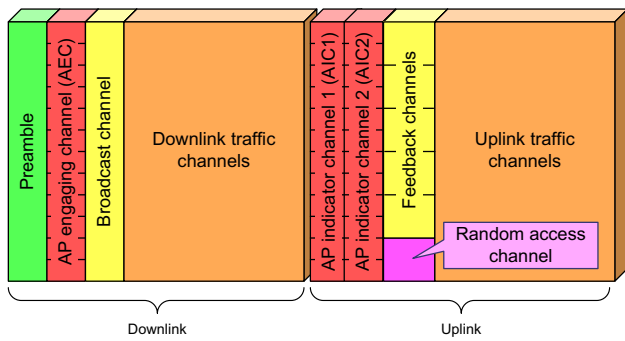 Preamble
AP engaging channel (AEC)
Broadcast channel
Downlink traffic
channels
AP indicator channel 1 (AIC1)
AP indicator channel 2 (AIC2)
Feedback channels
Uplink traffic
channels
Random access
channel
Downlink
Uplink